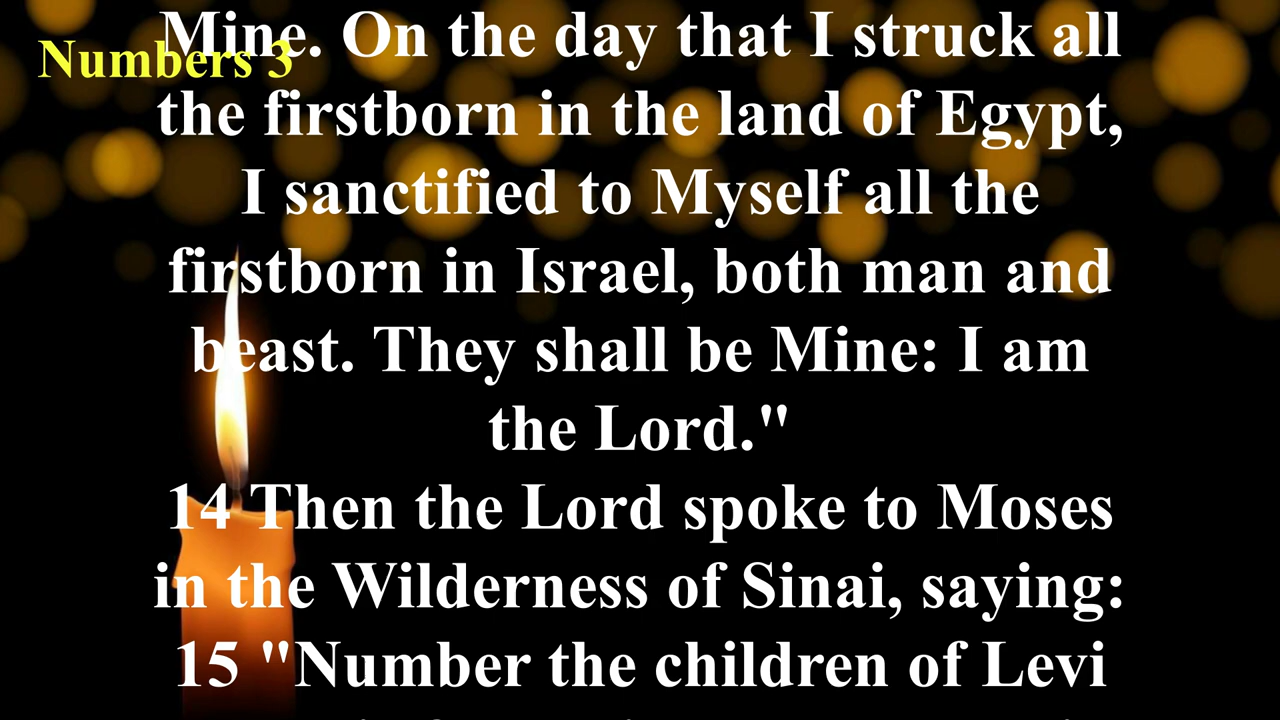 Numbers 3
Mine. On the day that I struck all
the firstborn in the land of Egypt,
I sanctified to Myself all the
firstborn in Israel, both man and
beast. They shall be Mine: I am
the Lord."
14 Then the Lord spoke to Moses
in the Wilderness of Sinai, saying:
15 "Number the children of Levi